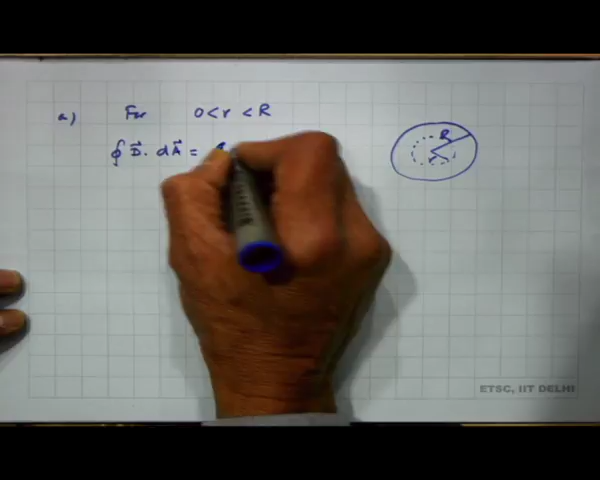 a) For 0 < r < R
∮ D⃗ . dA⃗ =
R
r
ETSC, IIT DELHI